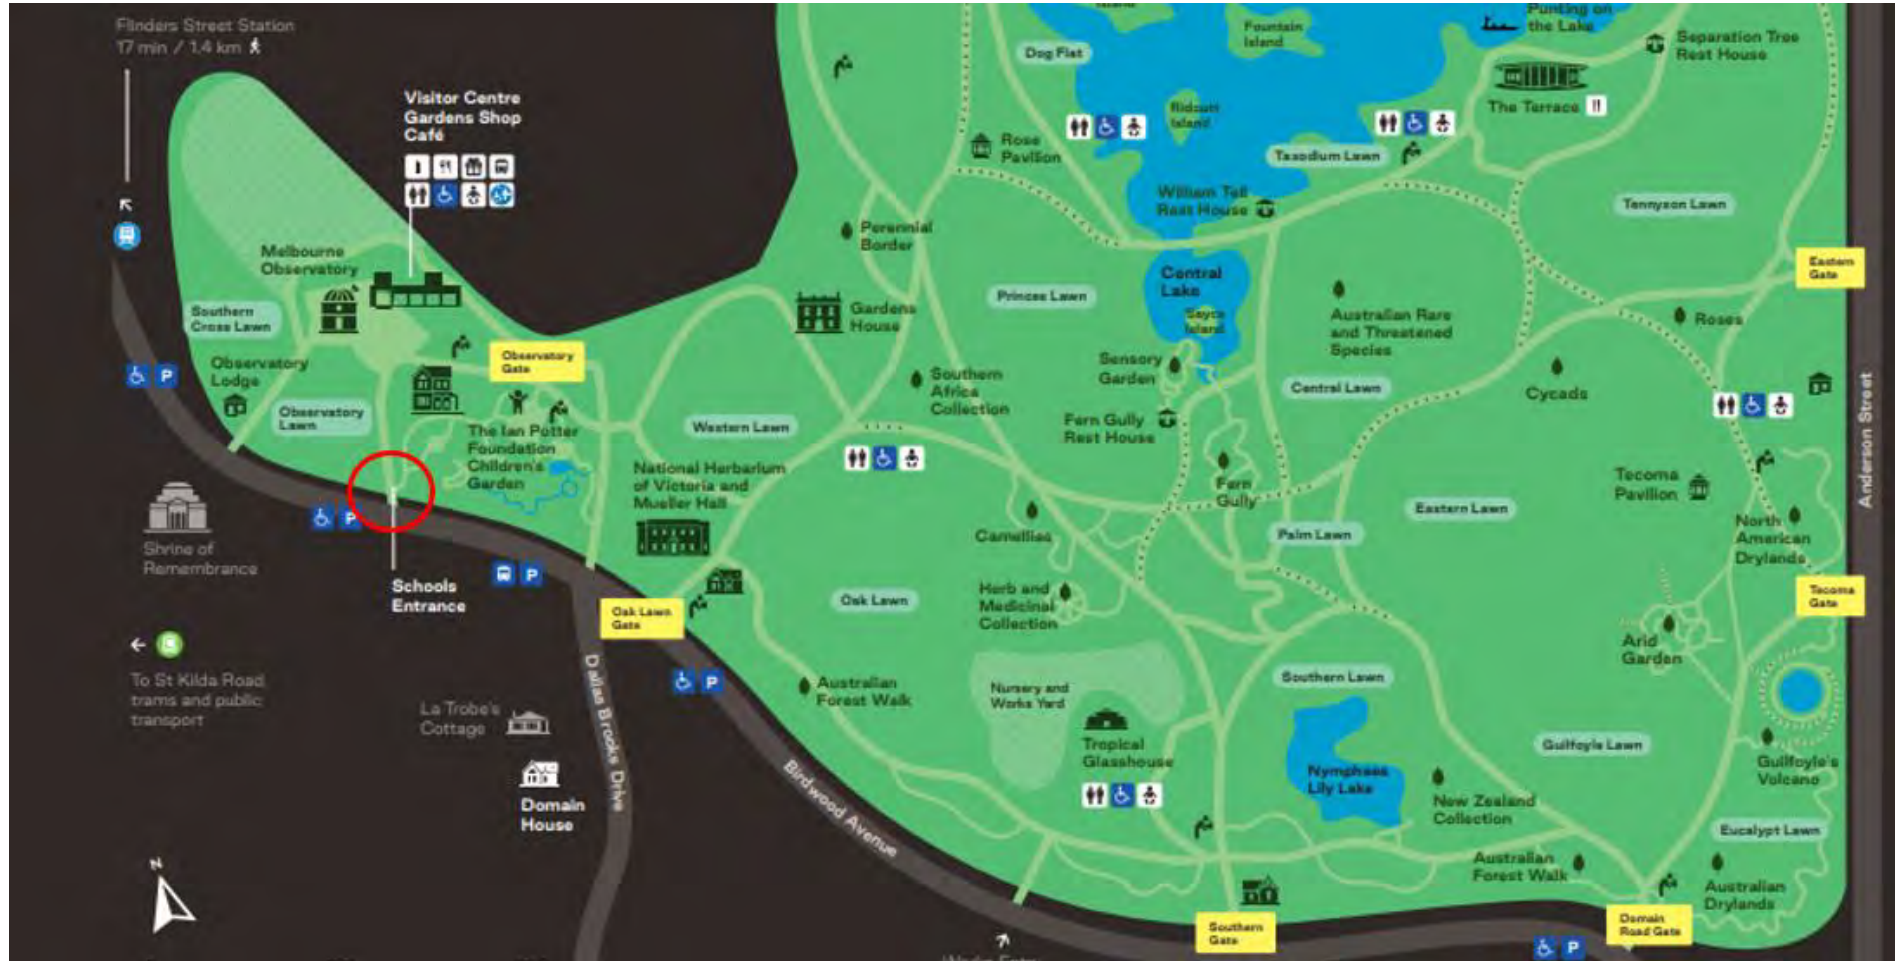 Flinders Street Station
17 min / 1.4 km
Visitor Centre
Gardens Shop
Café
Dog Flat
Fountain
Island
Punting on
the Lake
Separation Tree
Rest House
The Terrace
Ridcutt
Island
Rose
Pavilion
Taxodium Lawn
William Tell
Rest House
Tennyson Lawn
Perennial
Border
Melbourne
Observatory
Eastern
Gate
Central
Lake
Princes Lawn
Southern
Cross Lawn
Gardens
House
Sayce
Island
Australian Rare
and Threatened
Species
Roses
Observatory
Gate
Observatory
Lodge
Sensory
Garden
Southern
Africa
Collection
Central Lawn
Cycads
P
Anderson Street
Observatory
Lawn
The Ian Potter
Foundation
Children's
Garden
Western Lawn
Fern Gully
Rest House
National Herbarium
of Victoria and
Mueller Hall
Fern
Gully
Tecoma
Pavilion
Eastern Lawn
P
North
American
Drylands
Camellias
Palm Lawn
Shrine of
Remembrance
P
Schools
Entrance
Oak Lawn
Gate
Oak Lawn
Herb and
Medicinal
Collection
Tecoma
Gate
Arid
Garden
To St Kilda Road,
trams and public
transport
P
Dallas Brooks Drive
Australian
Forest Walk
Nursery and
Works Yard
Southern Lawn
La Trobe's
Cottage
Tropical
Glasshouse
Guilfoyle Lawn
Guilfoyle's
Volcano
Nymphaea
Lily Lake
Birdwood Avenue
Domain
House
New Zealand
Collection
Eucalypt Lawn
Australian
Forest Walk
Australian
Drylands
N
Southern
Gate
Domain
Road Gate
P